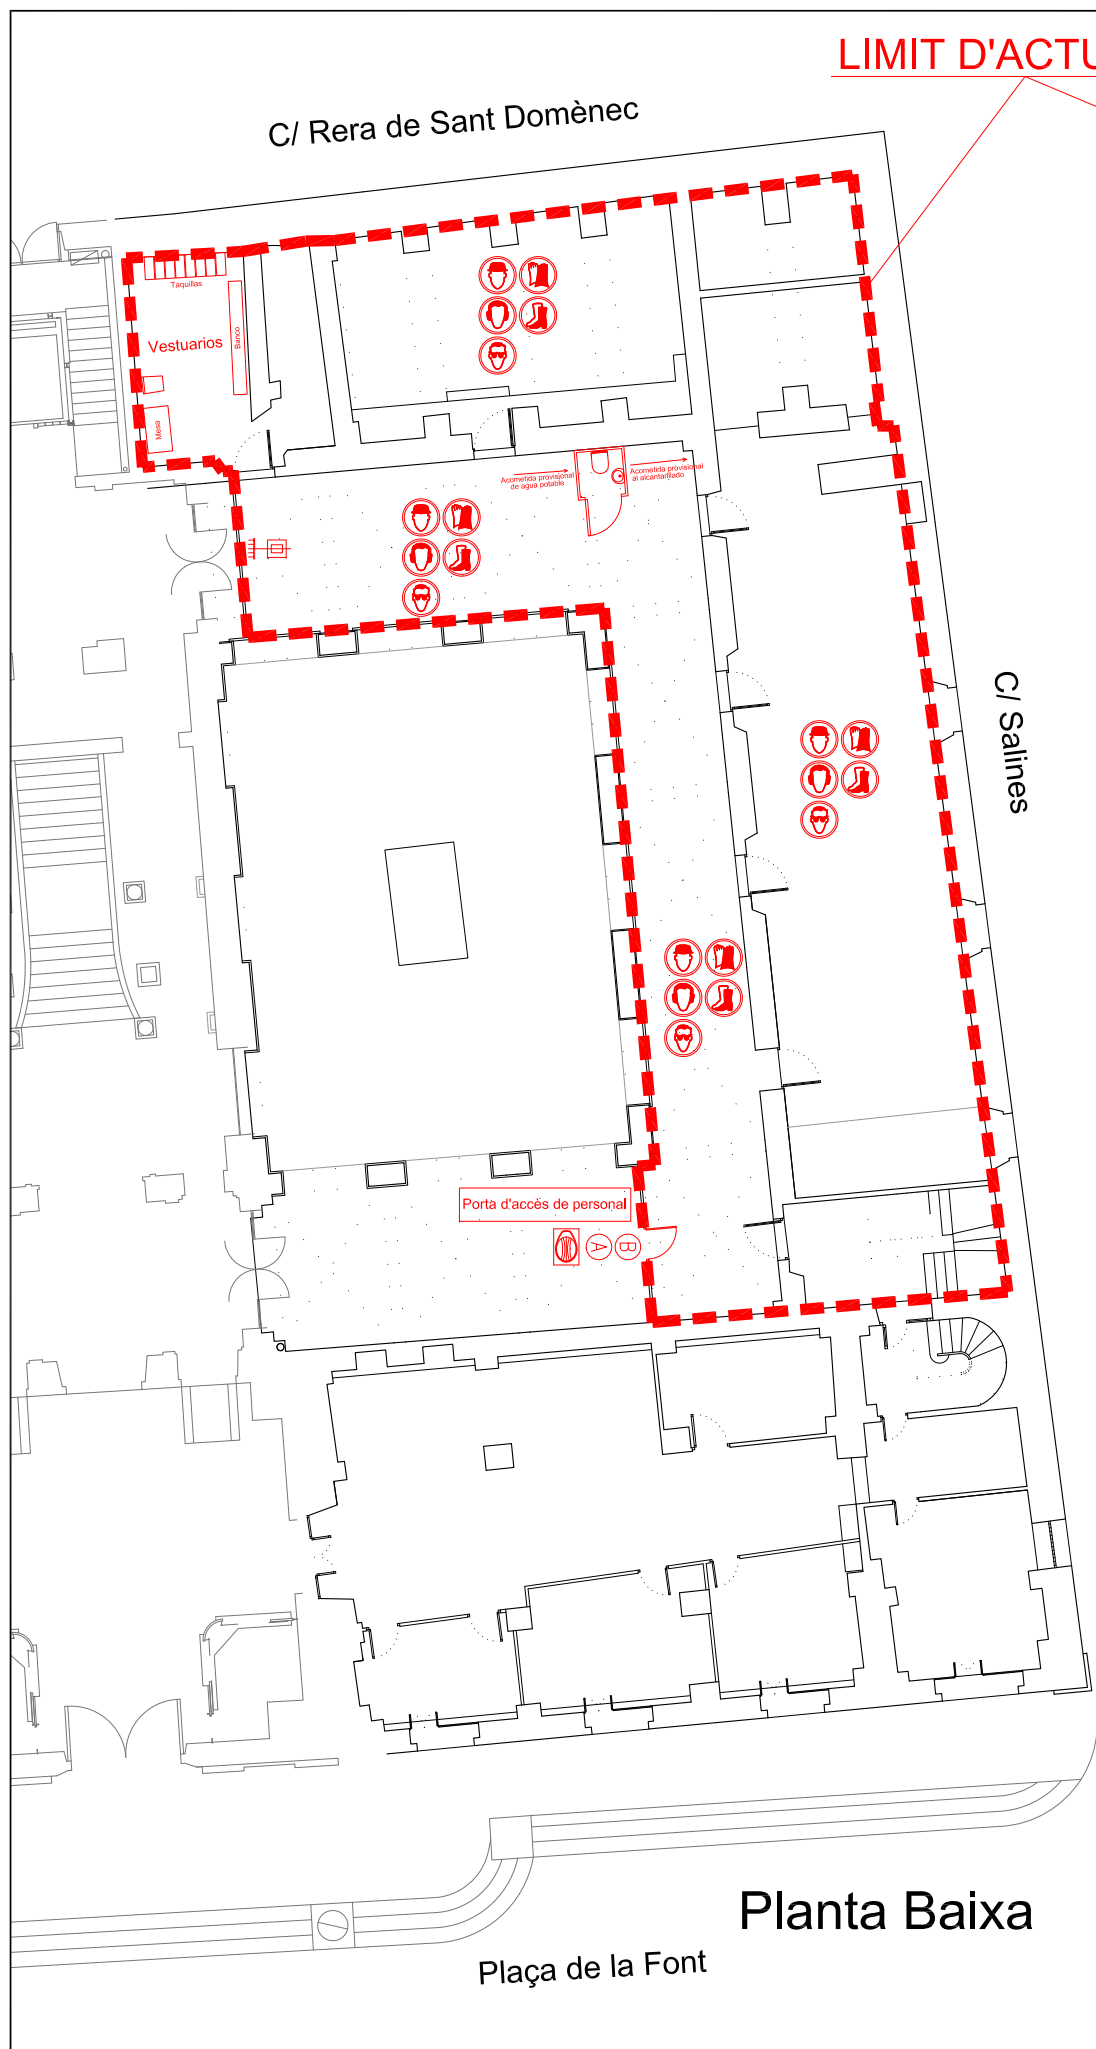 LIMIT D'ACTU
C/ Rera de Sant Domènec
Taquillas
Vestuarios
Banco
Mesa
Acometida provisional
de agua potable
Acometida provisional
al alcantarillado
C/ Salines
Porta d'accès de personal
A
B
Planta Baixa
Plaça de la Font